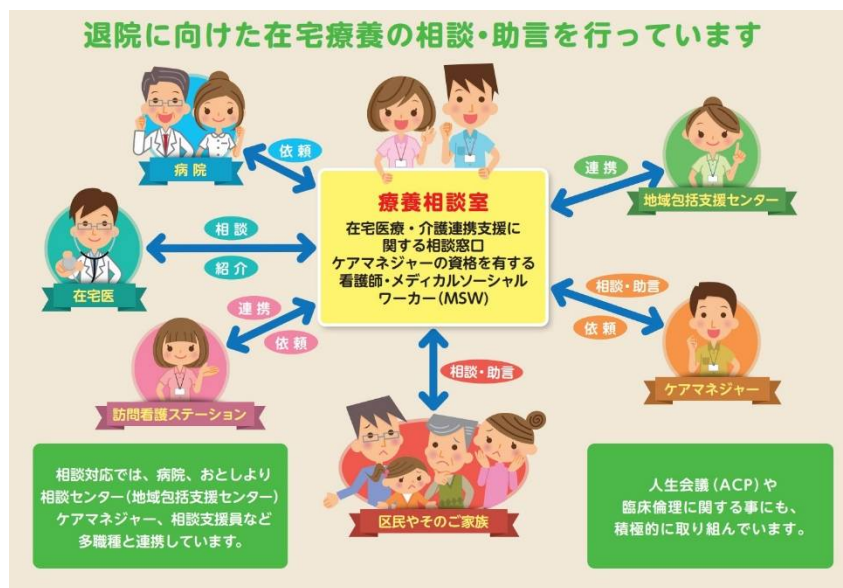 退院に向けた在宅療養の相談・助言を行っています
病院
依頼
療養相談室
在宅医療・介護連携支援に
関する相談窓口
ケアマネジャーの資格を有する
看護師・メディカルソーシャル
ワーカー(MSW)
連携
地域包括支援センター
在宅医
相談
紹介
相談・助言
依頼
ケアマネジャー
訪問看護ステーション
連携
依頼
相談・助言
区民やそのご家族
相談対応では、病院、おとしより
相談センター(地域包括支援センター)
ケアマネジャー、相談支援員など
多職種と連携しています。
人生会議(ACP)や
臨床倫理に関する事にも、
積極的に取り組んでいます。